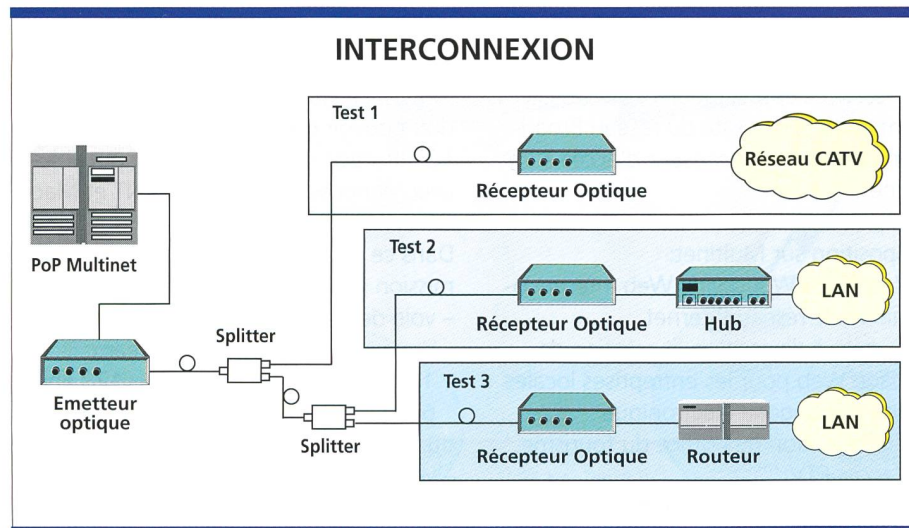 INTERCONNEXION
Test 1
Réseau CATV
Récepteur Optique
PoP Multinet
Test 2
LAN
Récepteur Optique
Hub
Splitter
Test 3
LAN
Emetteur
optique
Splitter
Récepteur Optique
Routeur